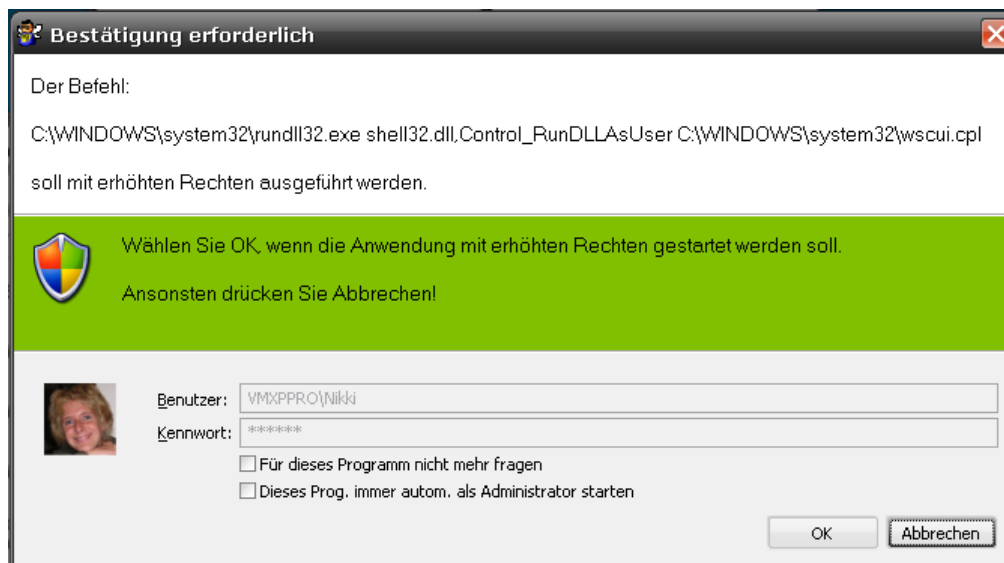 Bestätigung erforderlich
Der Befehl:
C:\WINDOWS\system32\rundll32.exe shell32.dll,Control_RunDLLAsUser C:\WINDOWS\system32\wscui.cpl
soll mit erhöhten Rechten ausgeführt werden.
Wählen Sie OK, wenn die Anwendung mit erhöhten Rechten gestartet werden soll.
Ansonsten drücken Sie Abbrechen!
Benutzer: VMXPPRO\Nikki
Kennwort: ******
Für dieses Programm nicht mehr fragen
Dieses Prog. immer autom. als Administrator starten
OK Abbrechen